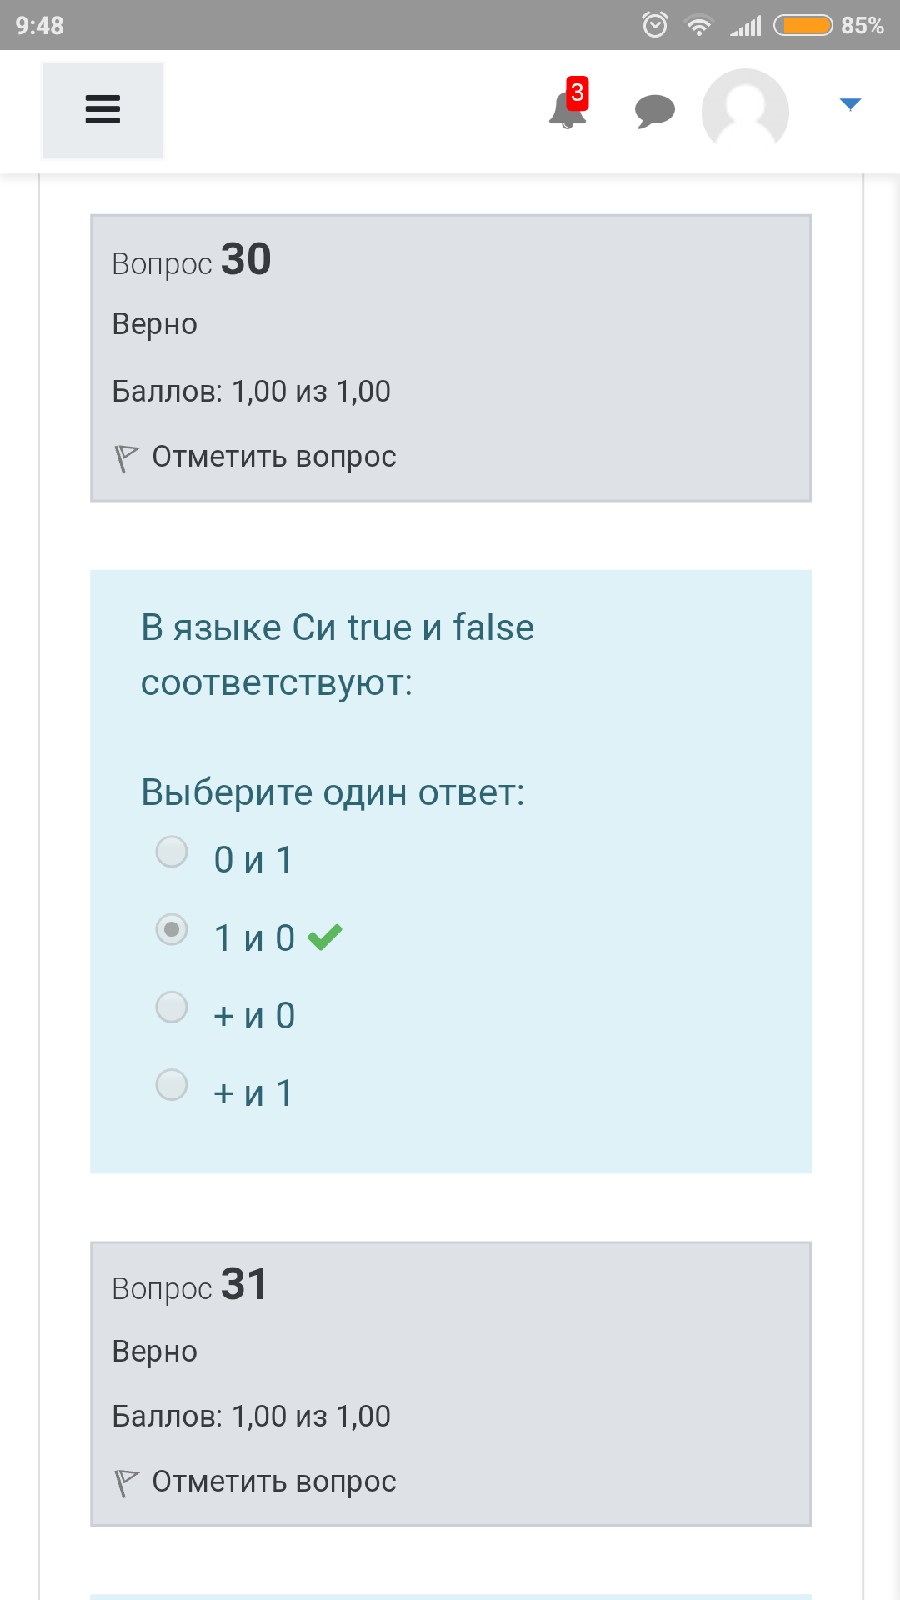 9:48
85%
3
Вопрос 30
Верно
Баллов: 1,00 из 1,00
Отметить вопрос
В языке Си true и false
соответствуют:
Выберите один ответ:
0 и 1
1 и 0
+ и 0
+ и 1
Вопрос 31
Верно
Баллов: 1,00 из 1,00
Отметить вопрос